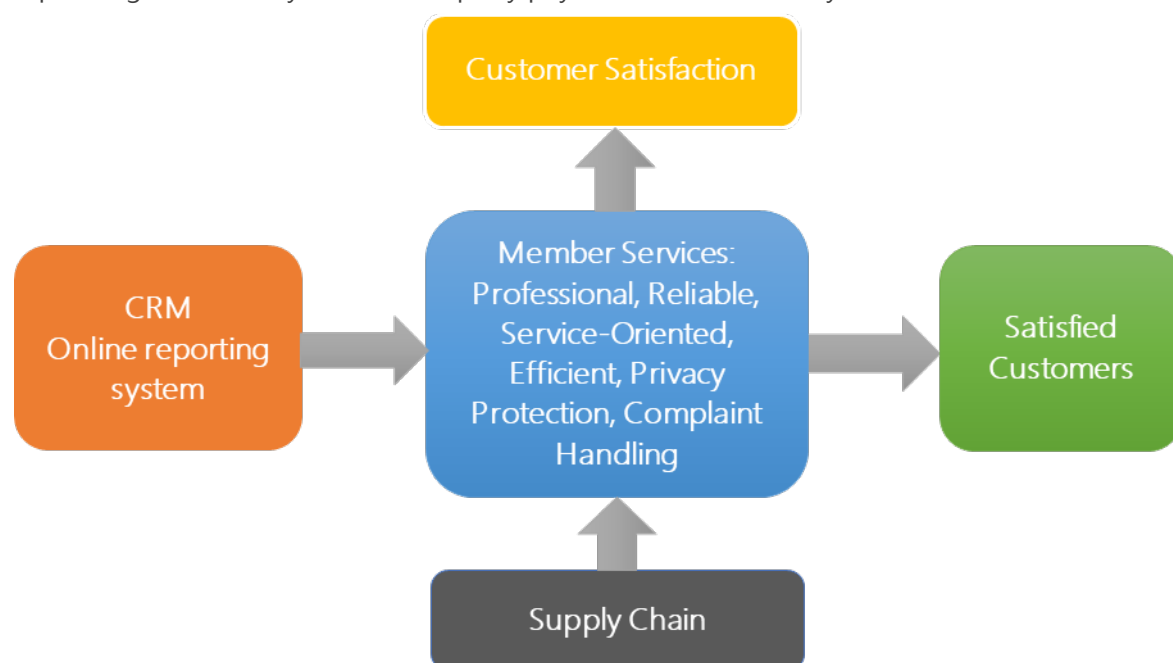 Customer Satisfaction
CRM
Online reporting
system
Member Services:
Professional, Reliable,
Service-Oriented,
Efficient, Privacy
Protection, Complaint
Handling
Satisfied
Customers
Supply Chain